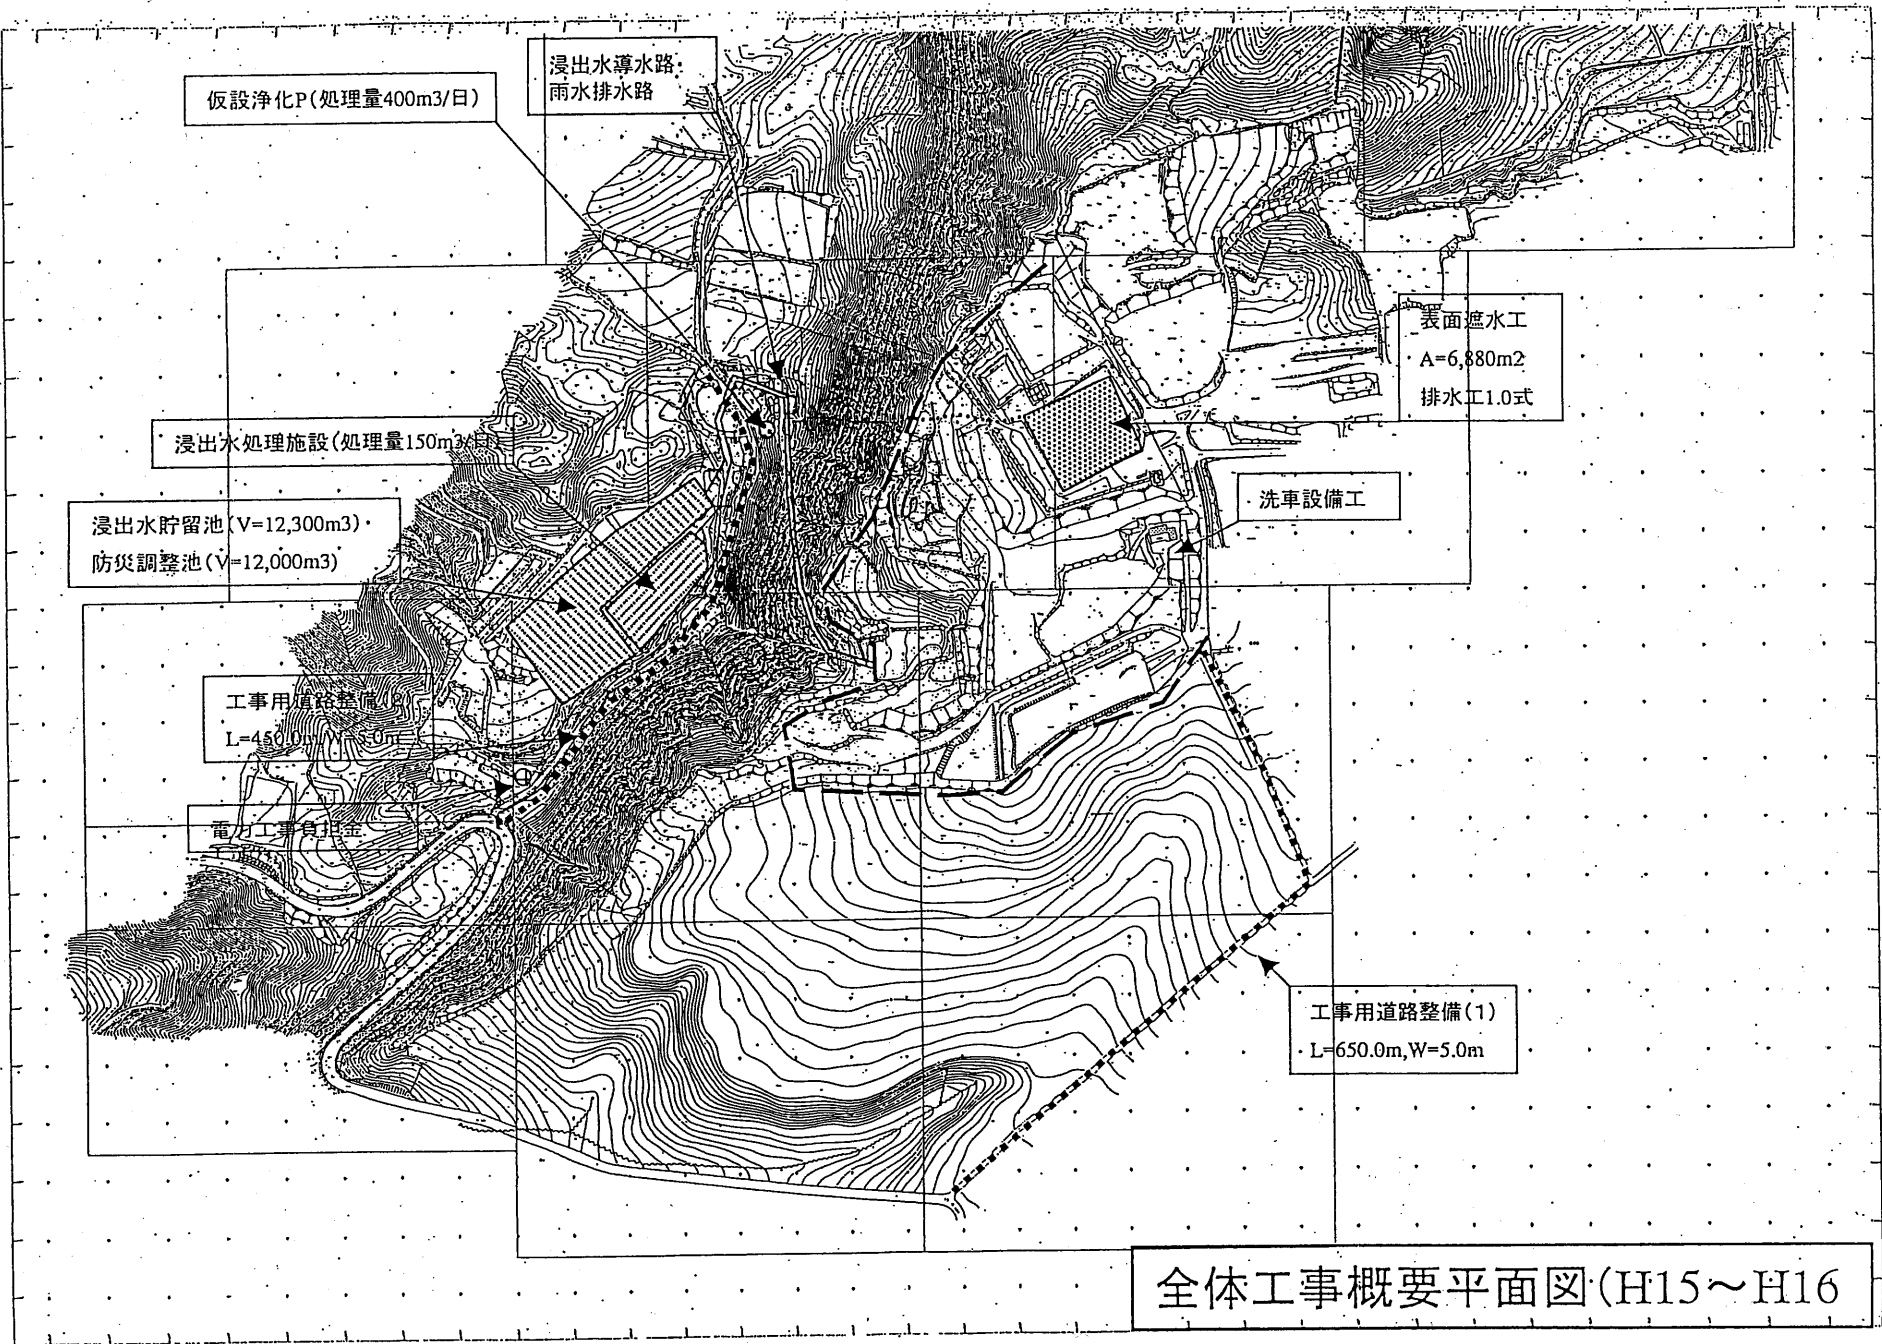 浸出水導水路・
雨水排水路
仮設浄化P(処理量400m3/日)
表面遮水工
A=6,880m2
排水工1.0式
浸出水処理施設(処理量150m3/日)
洗車設備工
浸出水貯留池(V=12,300m3)・
防災調整池(V=12,000m3)
工事用道路整備(2)
L=450.0m,W=5.0m
電力工事負担金
工事用道路整備(1)
L=650.0m,W=5.0m
全体工事概要平面図(H15〜H16